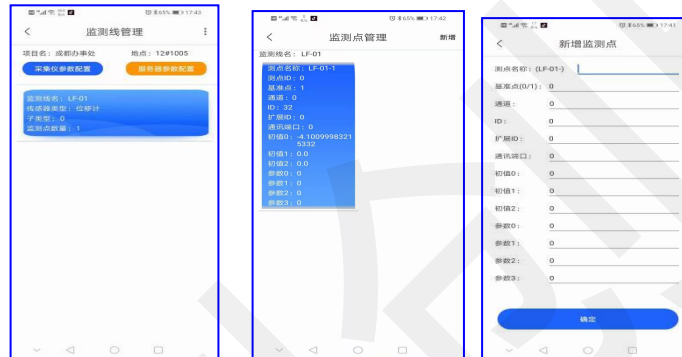 65% 17:43
监测线管理
项目名：成都办事处 地点：12#1005
采集仪参数配置 服务器参数配置
监测线名：LF-01
传感器类型：位移计
子类型：0
监测点数量：1
65% 17:42
监测点管理 新增
监测线名：LF-01
测点名称：LF-01-1
测点ID：0
基准点：1
通道：0
ID：32
扩展ID：0
通讯端口：0
初值0：-4.1009998321
5332
初值1：0.0
初值2：0.0
参数0：0
参数1：0
参数2：0
参数3：0
65% 17:43
新增监测点
测点名称：(LF-01-)
基准点(0/1)：0
通道：0
ID：0
扩展ID：0
通讯端口：0
初值0：0
初值1：0
初值2：0
参数0：0
参数1：0
参数2：0
参数3：0
确定